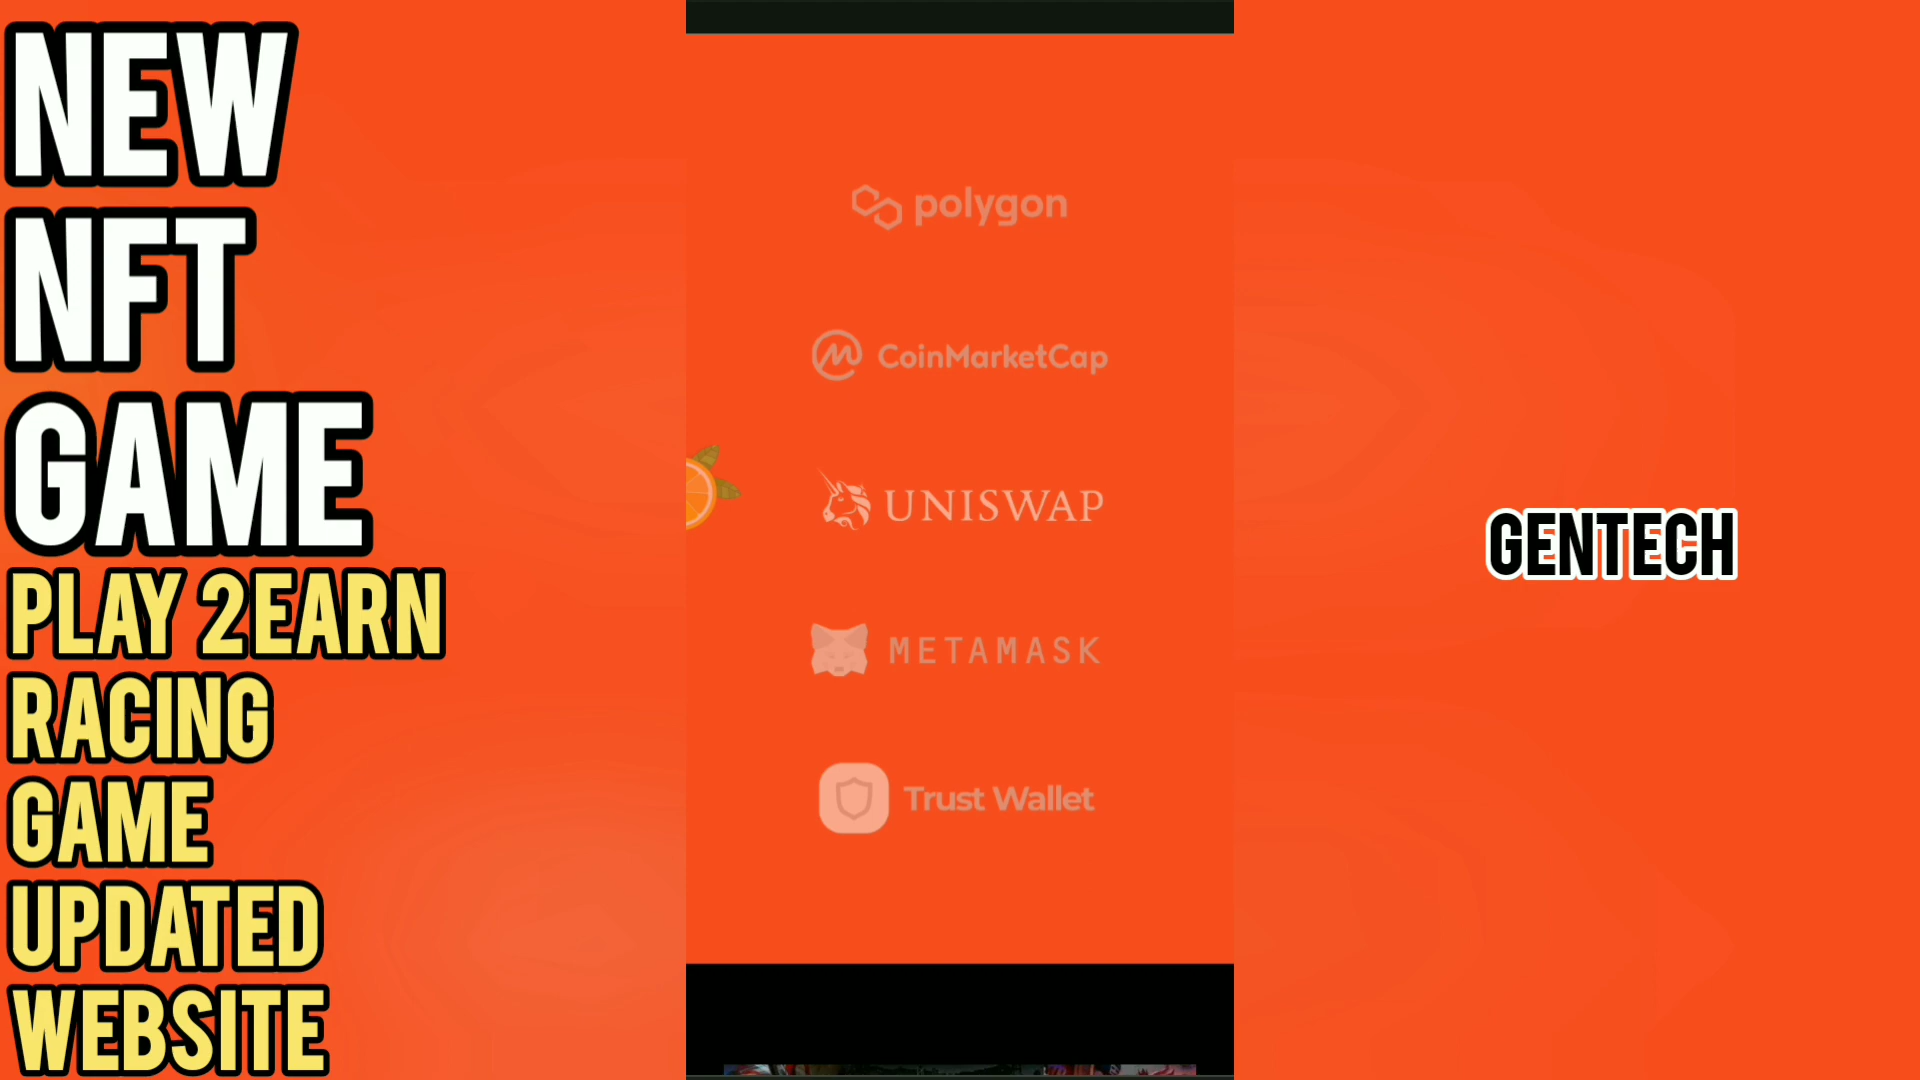 NEW
NFT
GAME
PLAY 2EARN
RACING
GAME
UPDATED
WEBSITE
polygon
CoinMarketCap
UNISWAP
METAMASK
Trust Wallet
GENTECH